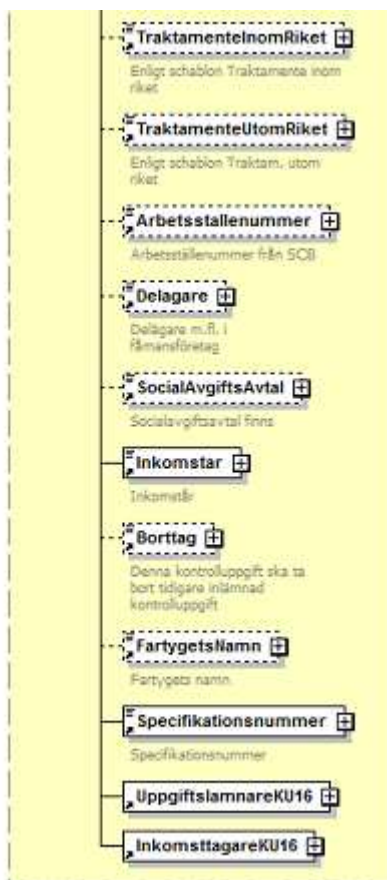 TraktamenteInomRiket
Enligt schablon Traktamente inom
riket
TraktamenteUtomRiket
Enligt schablon Traktam. utom
riket
Arbetsstallenummer
Arbetsställenummer från SCB
Delagare
Delägare m.fl. i
fåmansföretag
SocialAvgiftsAvtal
Socialavgiftsavtal finns
Inkomstar
Inkomstår
Borttag
Denna kontrolluppgift ska ta
bort tidigare inlämnad
kontrolluppgift
FartygetsNamn
Fartygets namn
Specifikationsnummer
Specifikationsnummer
UppgiftslamnareKU16
InkomsttagareKU16